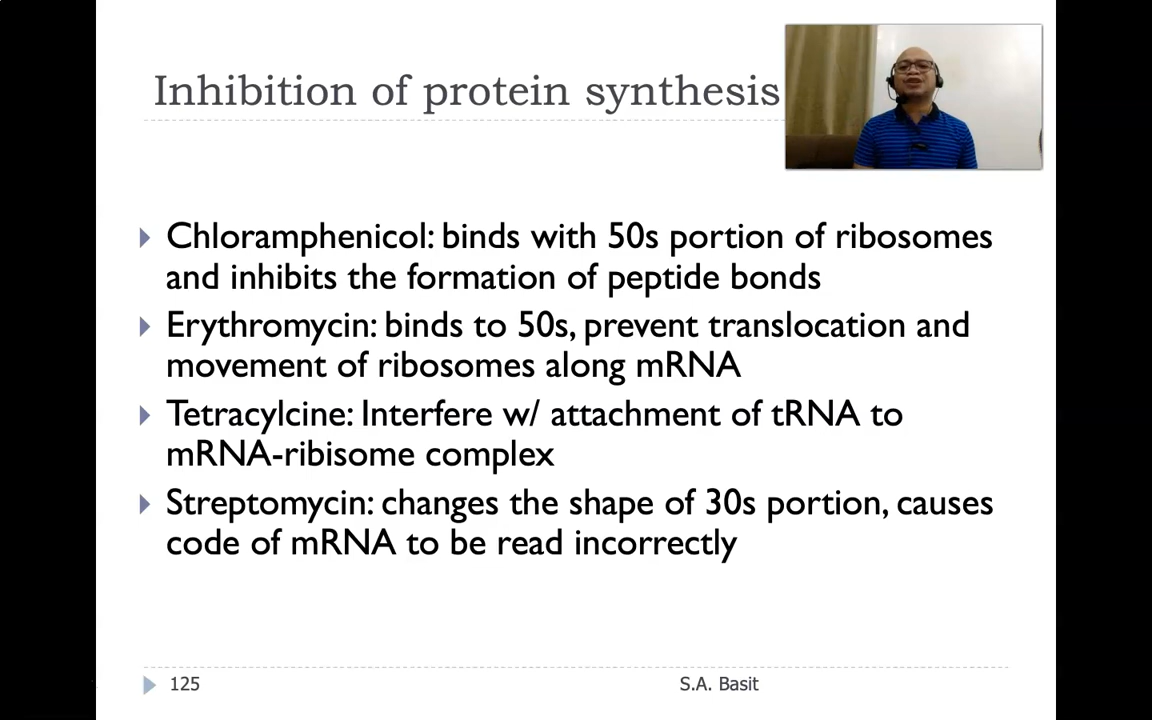 Inhibition of protein synthesis
Chloramphenicol: binds with 50s portion of ribosomes
and inhibits the formation of peptide bonds
Erythromycin: binds to 50s, prevent translocation and
movement of ribosomes along mRNA
Tetracylcine: Interfere w/ attachment of tRNA to
mRNA-ribisome complex
Streptomycin: changes the shape of 30s portion, causes
code of mRNA to be read incorrectly
125
S.A. Basit